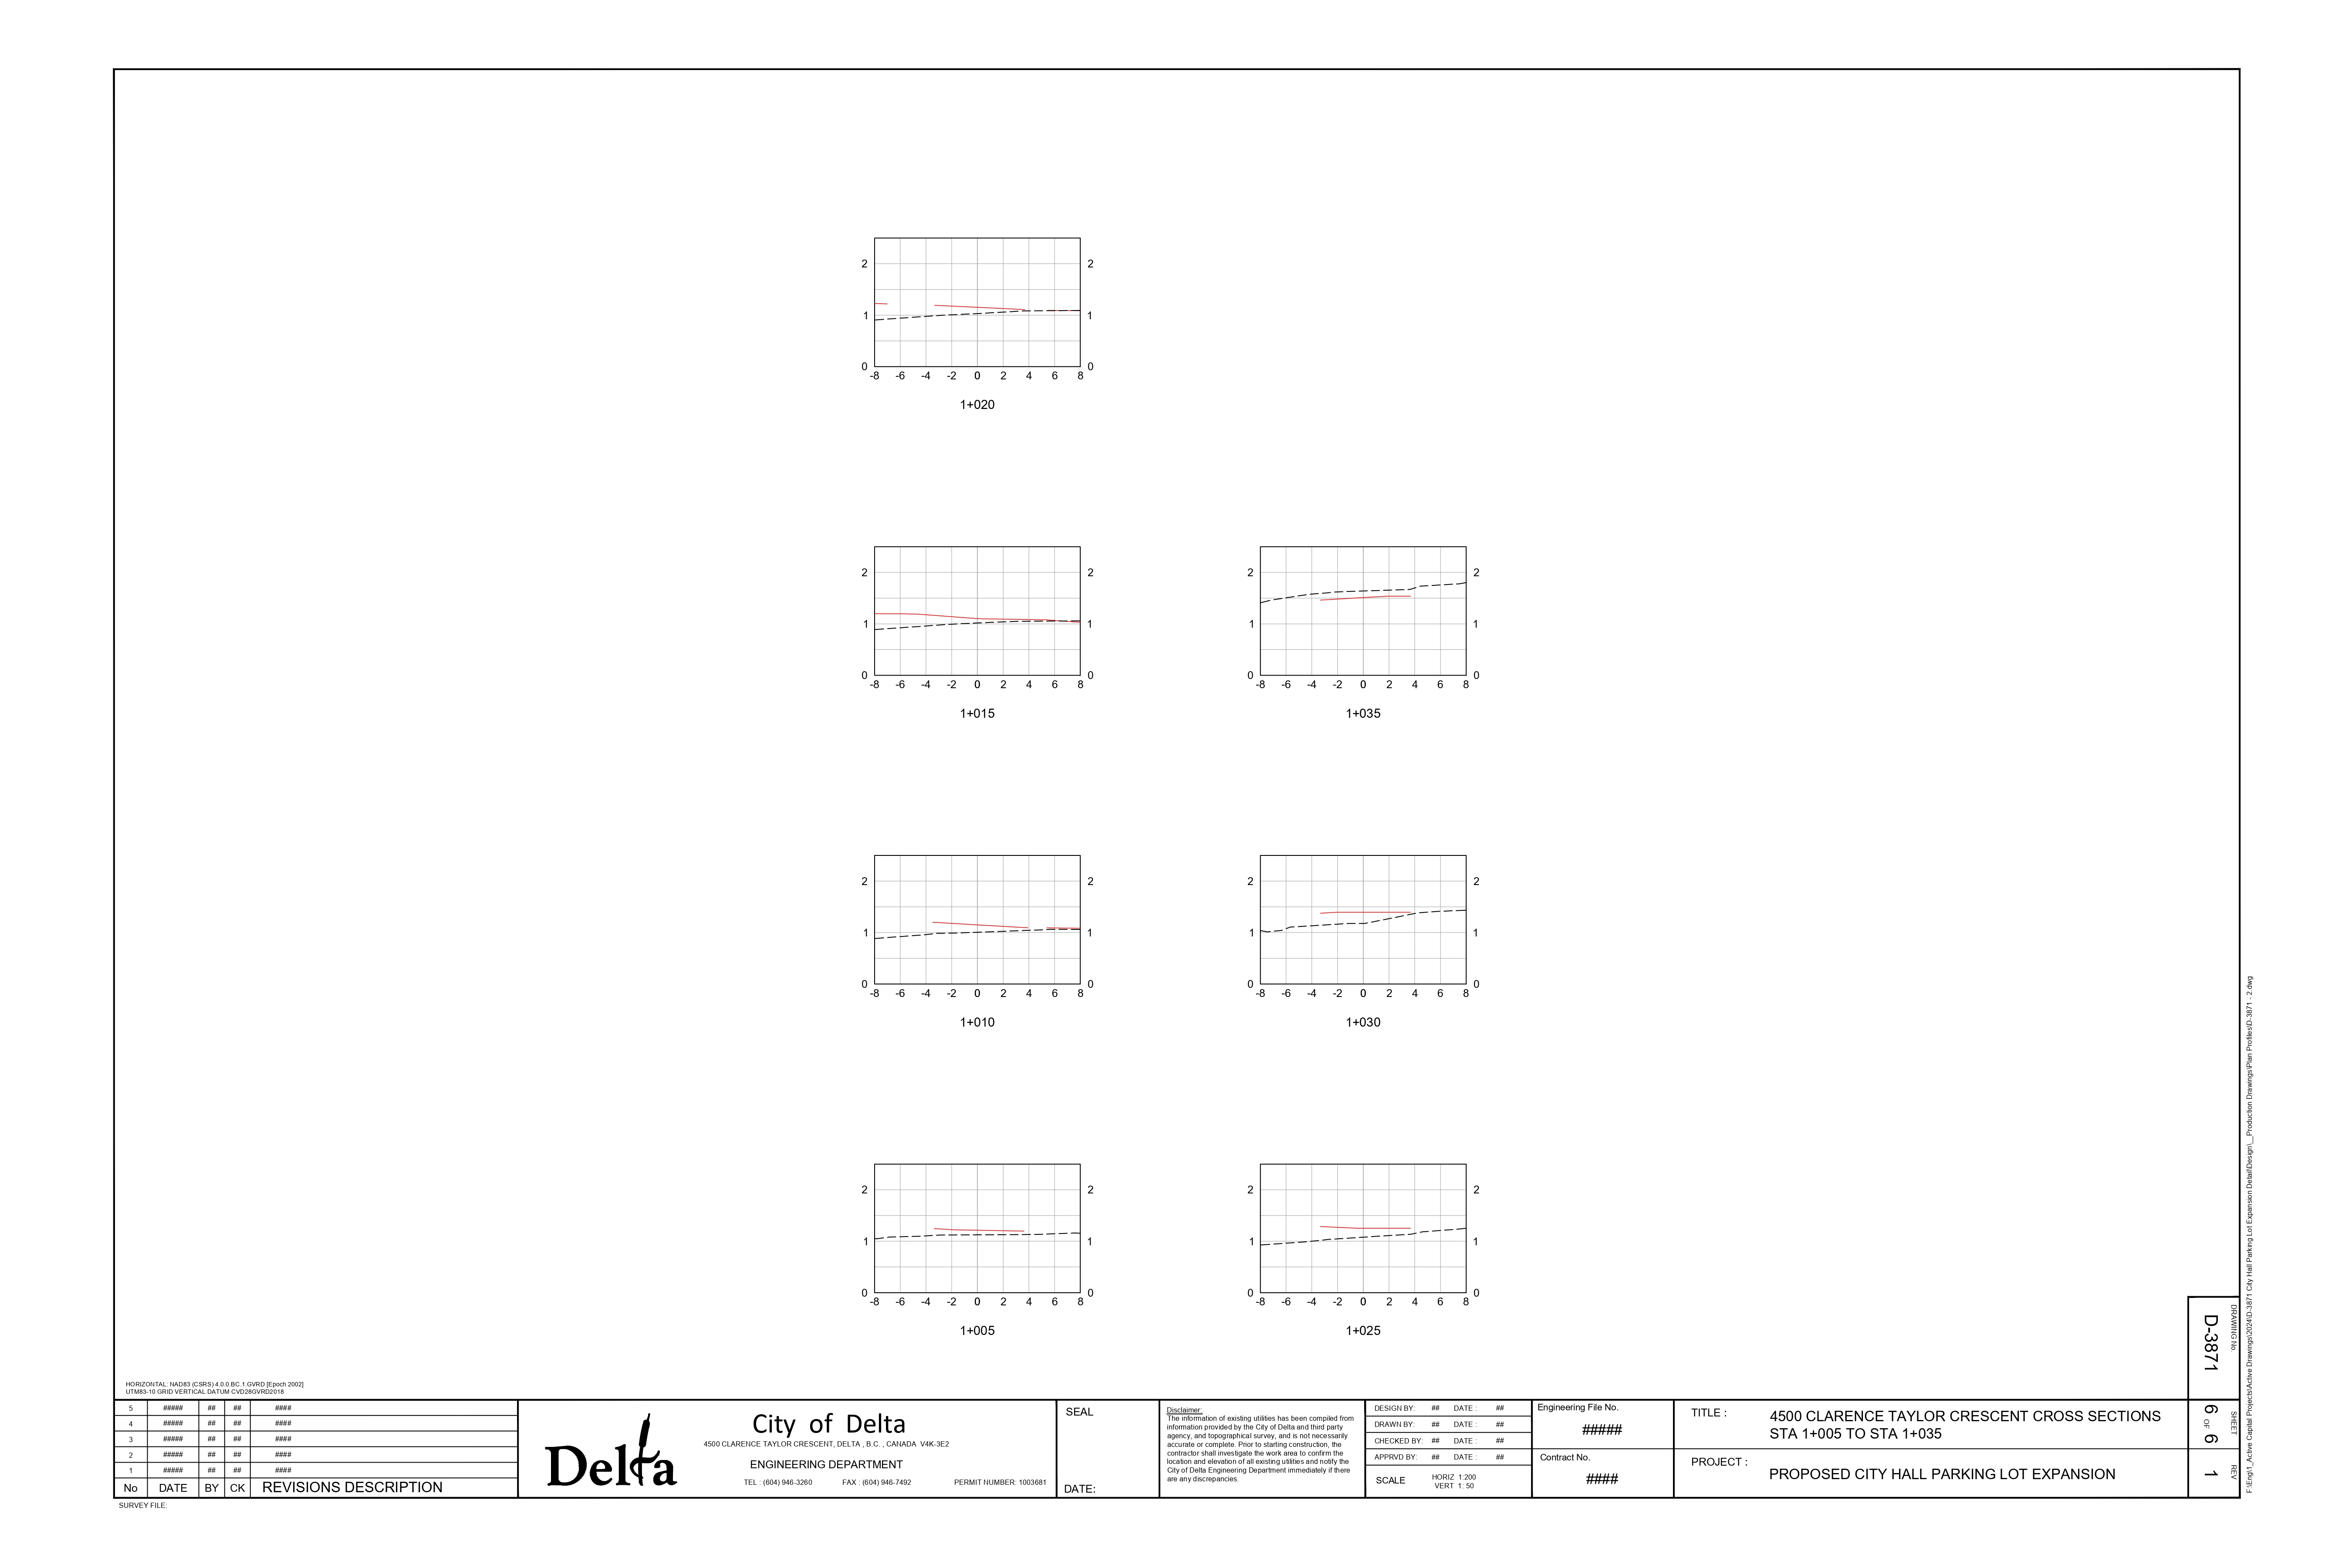 2 2
1 1
0 0
-8 -6 -4 -2 0 2 4 6 8
1+020
2 2
1 1
0 0
-8 -6 -4 -2 0 2 4 6 8
1+015
2 2
1 1
0 0
-8 -6 -4 -2 0 2 4 6 8
1+035
2 2
1 1
0 0
-8 -6 -4 -2 0 2 4 6 8
1+010
2 2
1 1
0 0
-8 -6 -4 -2 0 2 4 6 8
1+030
2 2
1 1
0 0
-8 -6 -4 -2 0 2 4 6 8
1+005
2 2
1 1
0 0
-8 -6 -4 -2 0 2 4 6 8
1+025
HORIZONTAL: NAD83 (CSRS) 4.0.0.BC.1.GVRD [Epoch 2002]
UTM83-10 GRID VERTICAL DATUM CVD28GVRD2018
5 ##### ## ## ####
4 ##### ## ## ####
3 ##### ## ## ####
2 ##### ## ## ####
1 ##### ## ## ####
No DATE BY CK REVISIONS DESCRIPTION
SURVEY FILE:
Delta
City of Delta
4500 CLARENCE TAYLOR CRESCENT, DELTA , B.C. , CANADA V4K-3E2
ENGINEERING DEPARTMENT
TEL : (604) 946-3260 FAX : (604) 946-7492 PERMIT NUMBER: 1003681
SEAL
DATE:
Disclaimer:
The information of existing utilities has been compiled from
information provided by the City of Delta and third party
agency, and topographical survey, and is not necessarily
accurate or complete. Prior to starting construction, the
contractor shall investigate the work area to confirm the
location and elevation of all existing utilities and notify the
City of Delta Engineering Department immediately if there
are any discrepancies.
DESIGN BY: ## DATE : ##
DRAWN BY: ## DATE : ##
CHECKED BY: ## DATE : ##
APPRVD BY: ## DATE : ##
SCALE HORIZ 1:200
VERT 1: 50
Engineering File No.
#####
Contract No.
####
TITLE : 4500 CLARENCE TAYLOR CRESCENT CROSS SECTIONS
STA 1+005 TO STA 1+035
PROJECT : PROPOSED CITY HALL PARKING LOT EXPANSION
DRAWING No.
D-3871
SHEET
6 OF 6
REV
1
F:\Eng\1_Active Capital Projects\Active Drawings\2024\D-3871 City Hall Parking Lot Expansion Detail\Design\__Production Drawings\Plan Profiles\D-3871 - 2.dwg